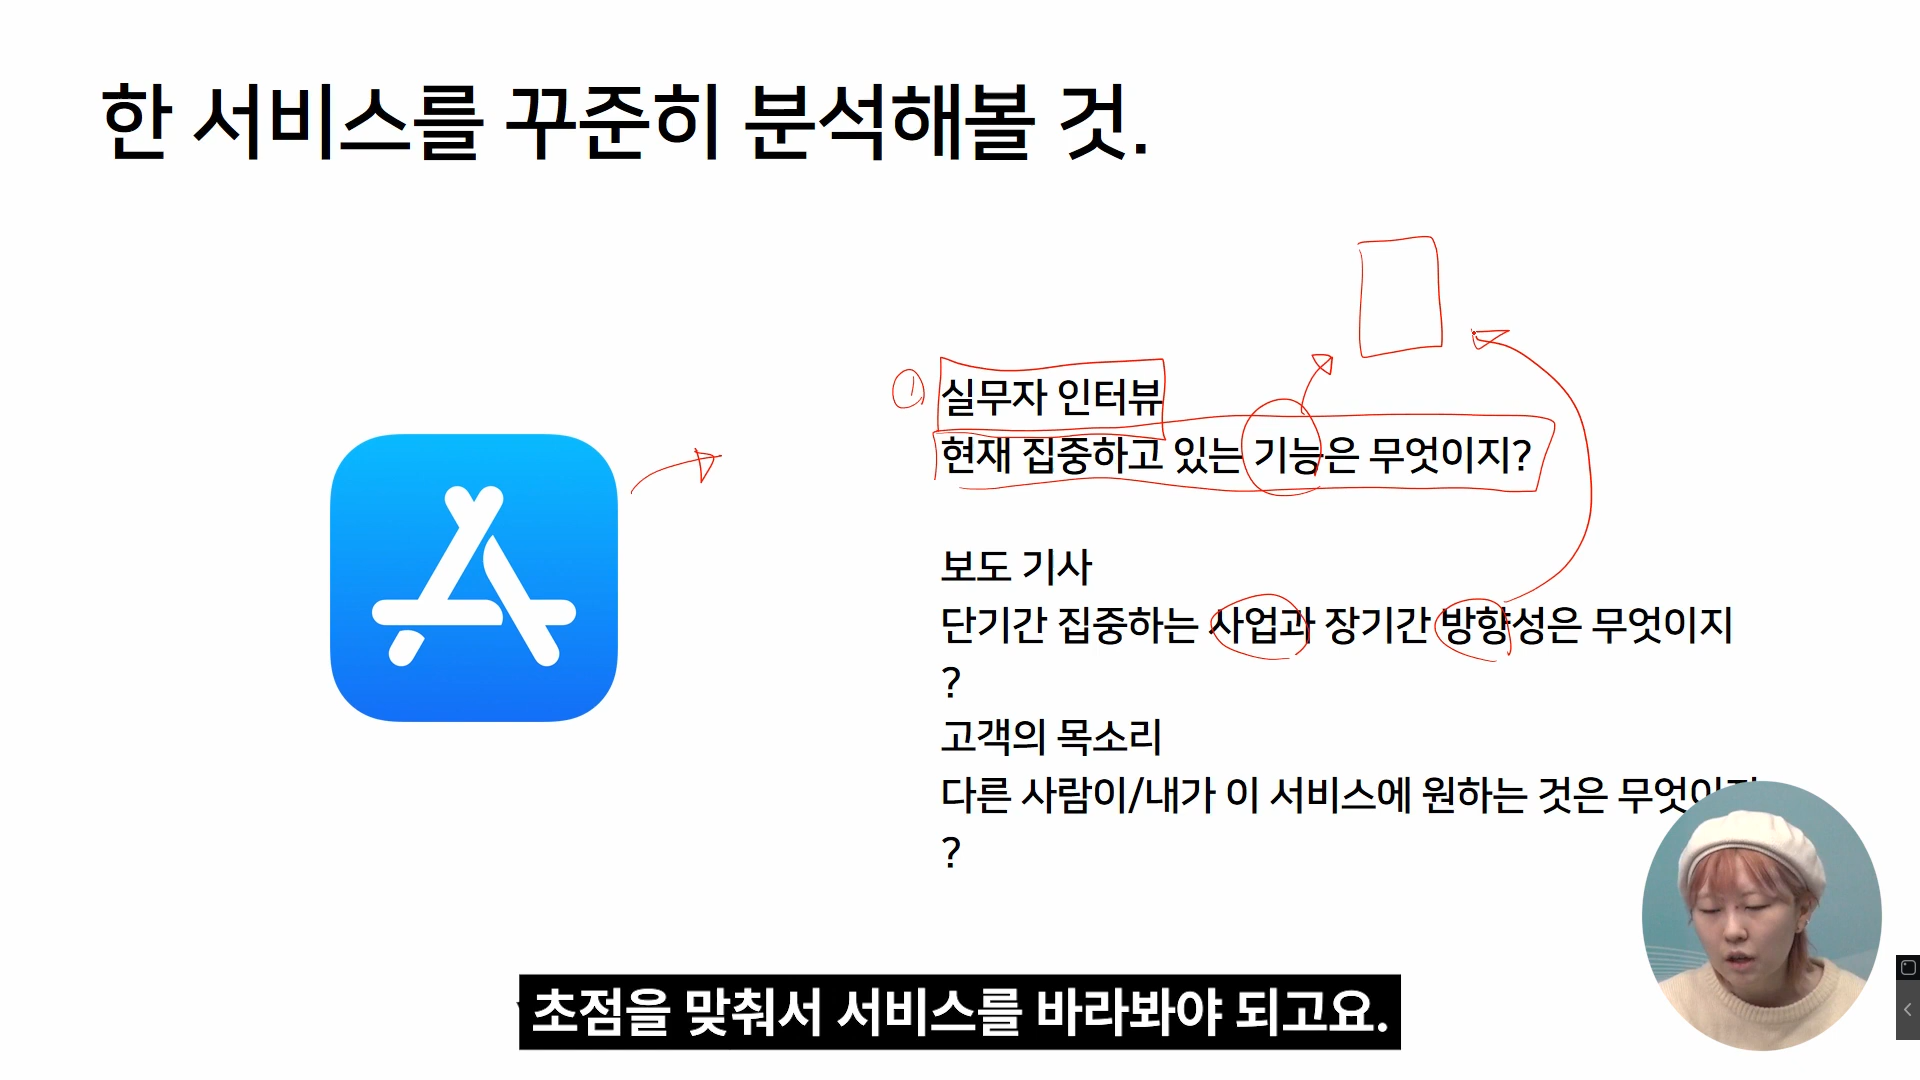 한 서비스를 꾸준히 분석해볼 것.
①
실무자 인터뷰
현재 집중하고 있는 기능은 무엇이지?
보도 기사
단기간 집중하는 사업과 장기간 방향성은 무엇이지
?
고객의 목소리
다른 사람이/내가 이 서비스에 원하는 것은
?
초점을 맞춰서 서비스를 바라봐야 되고요.